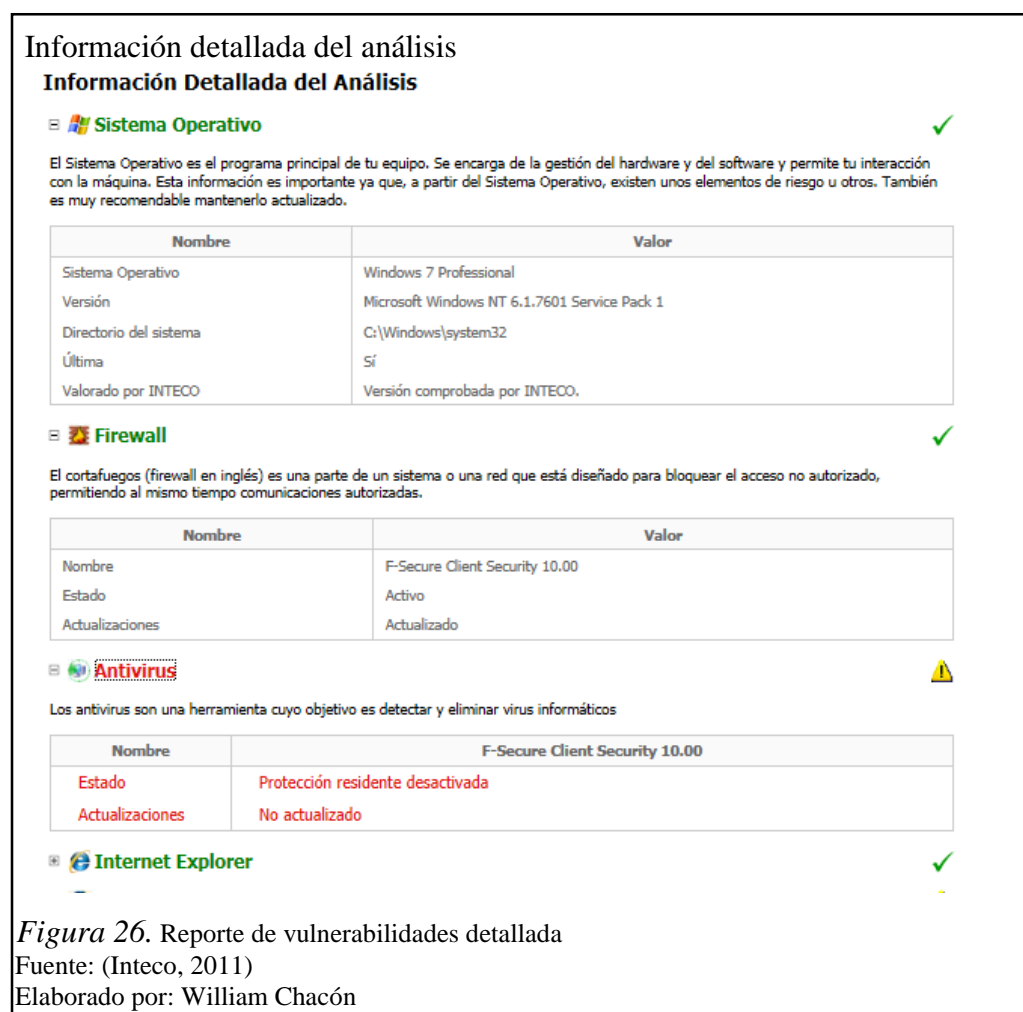 Información detallada del análisis
Información Detallada del Análisis
Sistema Operativo
El Sistema Operativo es el programa principal de tu equipo. Se encarga de la gestión del hardware y del software y permite tu interacción
con la máquina. Esta información es importante ya que, a partir del Sistema Operativo, existen unos elementos de riesgo u otros. También
es muy recomendable mantenerlo actualizado.
Nombre Valor
Sistema Operativo Windows 7 Professional
Versión Microsoft Windows NT 6.1.7601 Service Pack 1
Directorio del sistema C:\Windows\system32
Última Sí
Valorado por INTECO Versión comprobada por INTECO.
Firewall
El cortafuegos (firewall en inglés) es una parte de un sistema o una red que está diseñado para bloquear el acceso no autorizado,
permitiendo al mismo tiempo comunicaciones autorizadas.
Nombre Valor
Nombre F-Secure Client Security 10.00
Estado Activo
Actualizaciones Actualizado
Antivirus
Los antivirus son una herramienta cuyo objetivo es detectar y eliminar virus informáticos
Nombre F-Secure Client Security 10.00
Estado Protección residente desactivada
Actualizaciones No actualizado
Internet Explorer
Figura 26. Reporte de vulnerabilidades detallada
Fuente: (Inteco, 2011)
Elaborado por: William Chacón